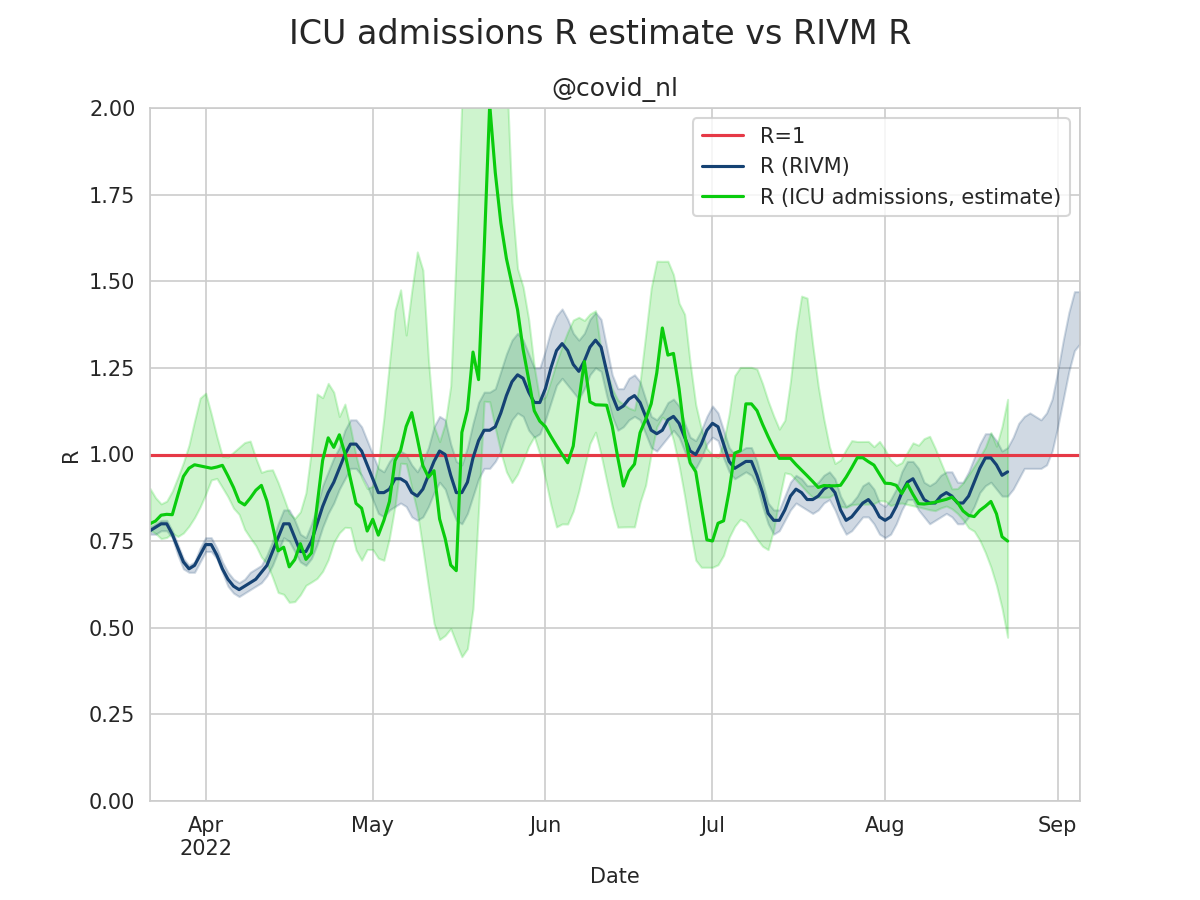 ICU admissions R estimate vs RIVM R
@covid_nl
R=1
R (RIVM)
R (ICU admissions, estimate)
2.00
1.75
1.50
1.25
1.00
0.75
0.50
0.25
0.00
R
Apr May Jun Jul Aug Sep
2022
Date